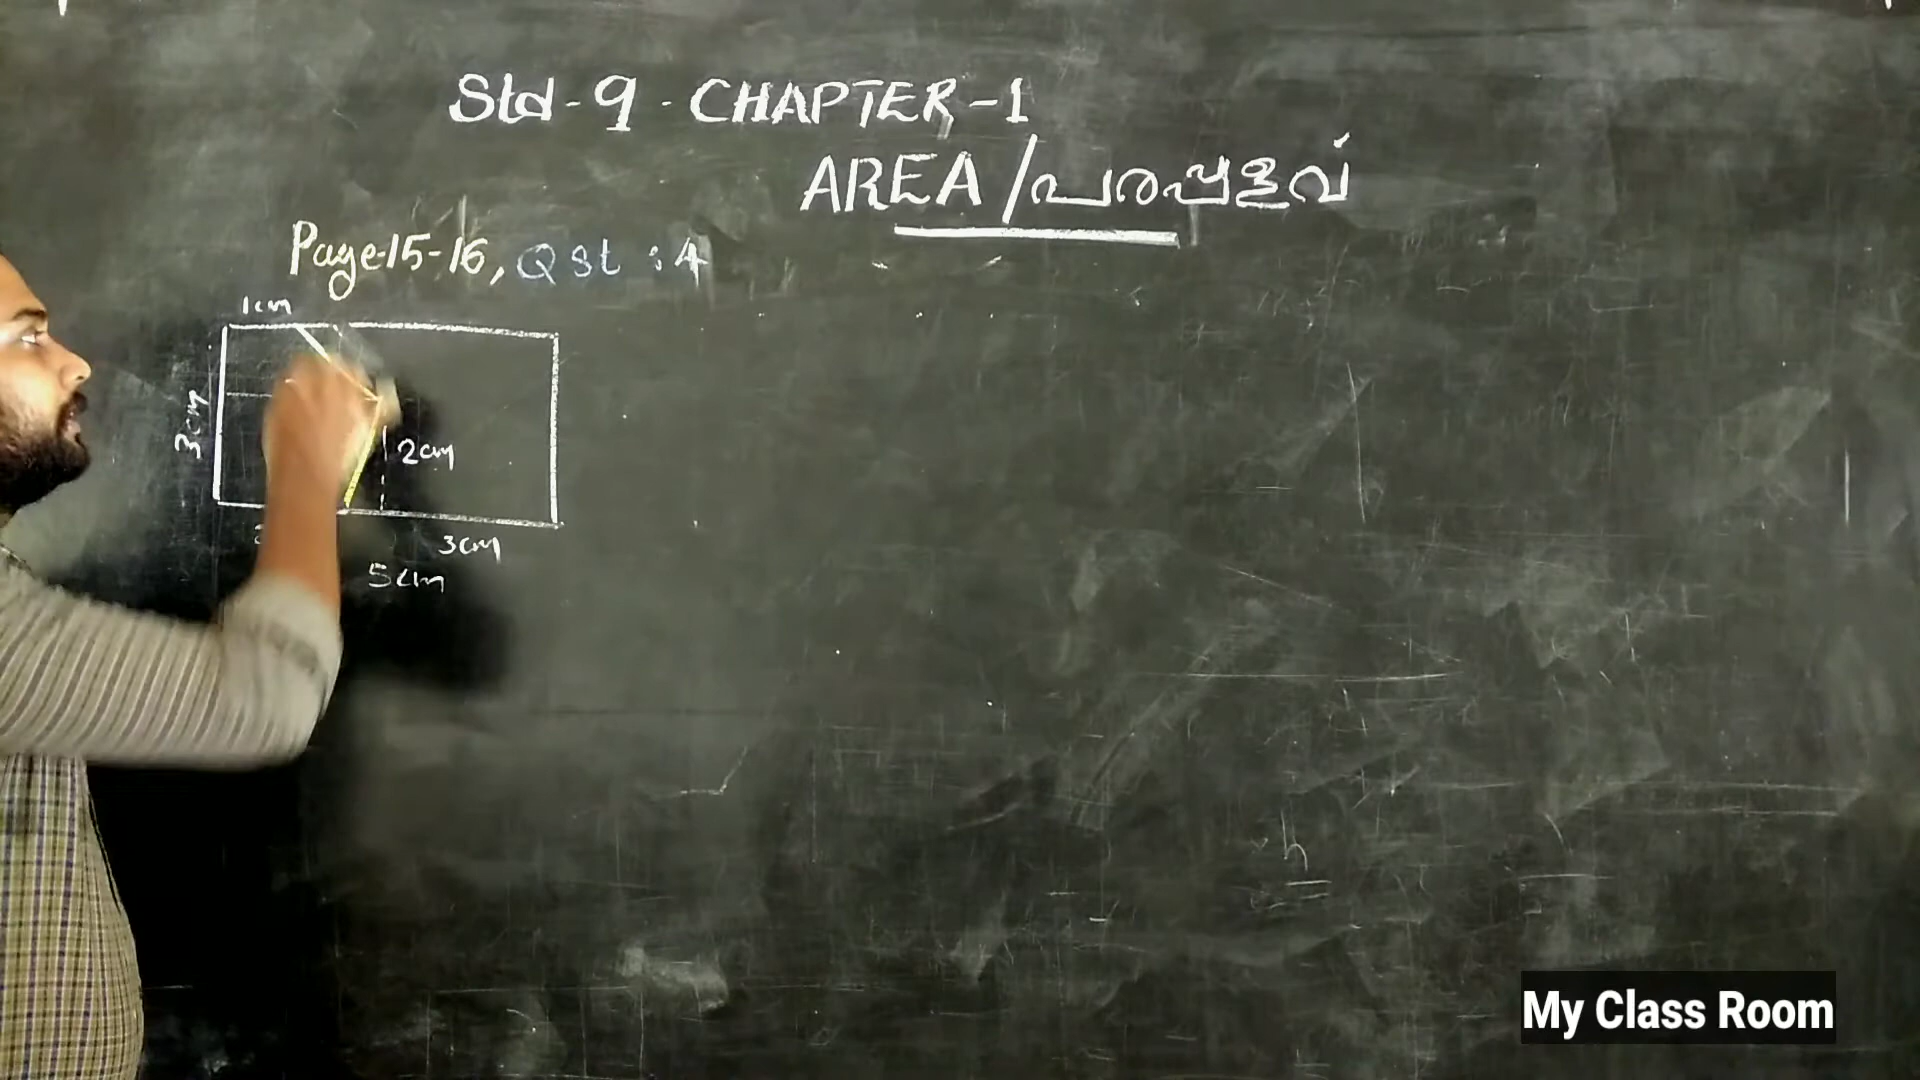 Std-9-CHAPTER-1
AREA/പരപ്പളവ്
Page-15-16, Qst : 4
1cm
3cm
2cm
3cm
5cm
My Class Room